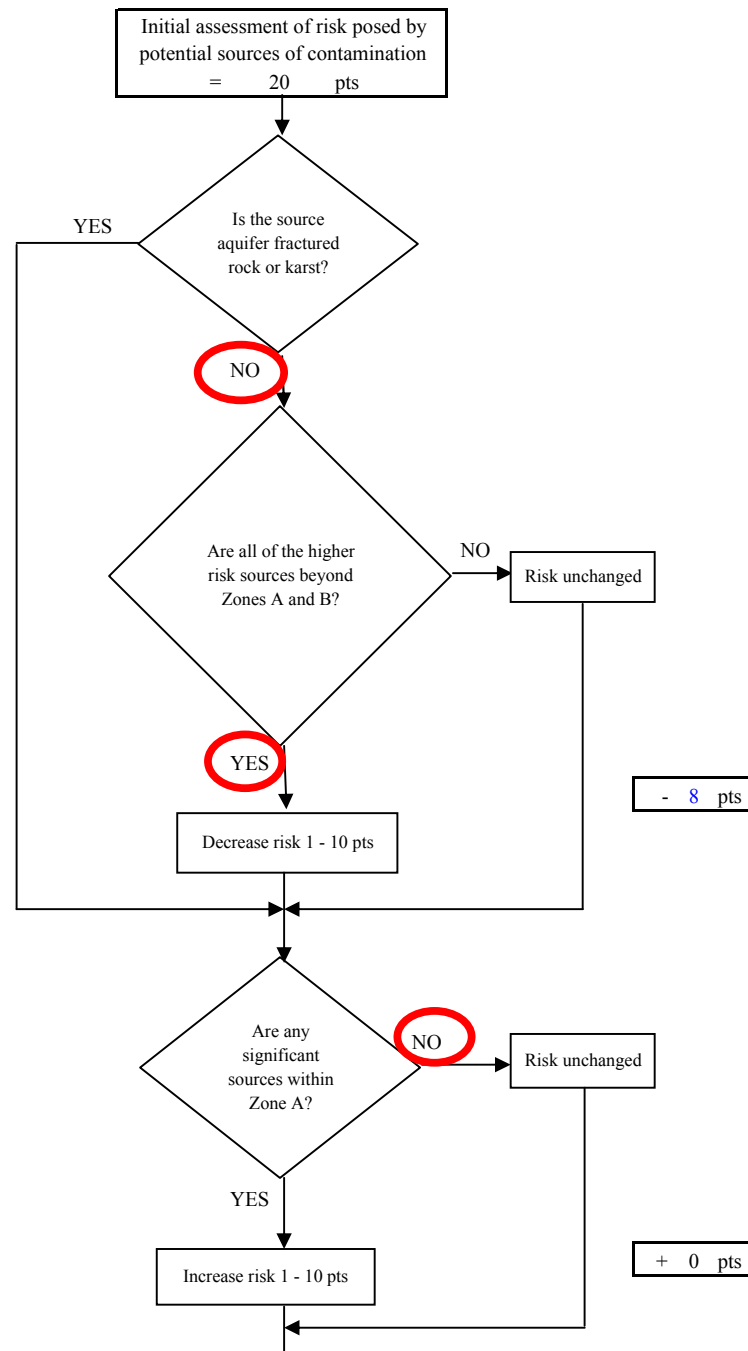 Initial assessment of risk posed by
potential sources of contamination
= 20 pts
YES
Is the source
aquifer fractured
rock or karst?
NO
Are all of the higher
risk sources beyond
Zones A and B?
NO
Risk unchanged
YES
- 8 pts
Decrease risk 1 - 10 pts
Are any
significant
sources within
Zone A?
NO
Risk unchanged
YES
+ 0 pts
Increase risk 1 - 10 pts